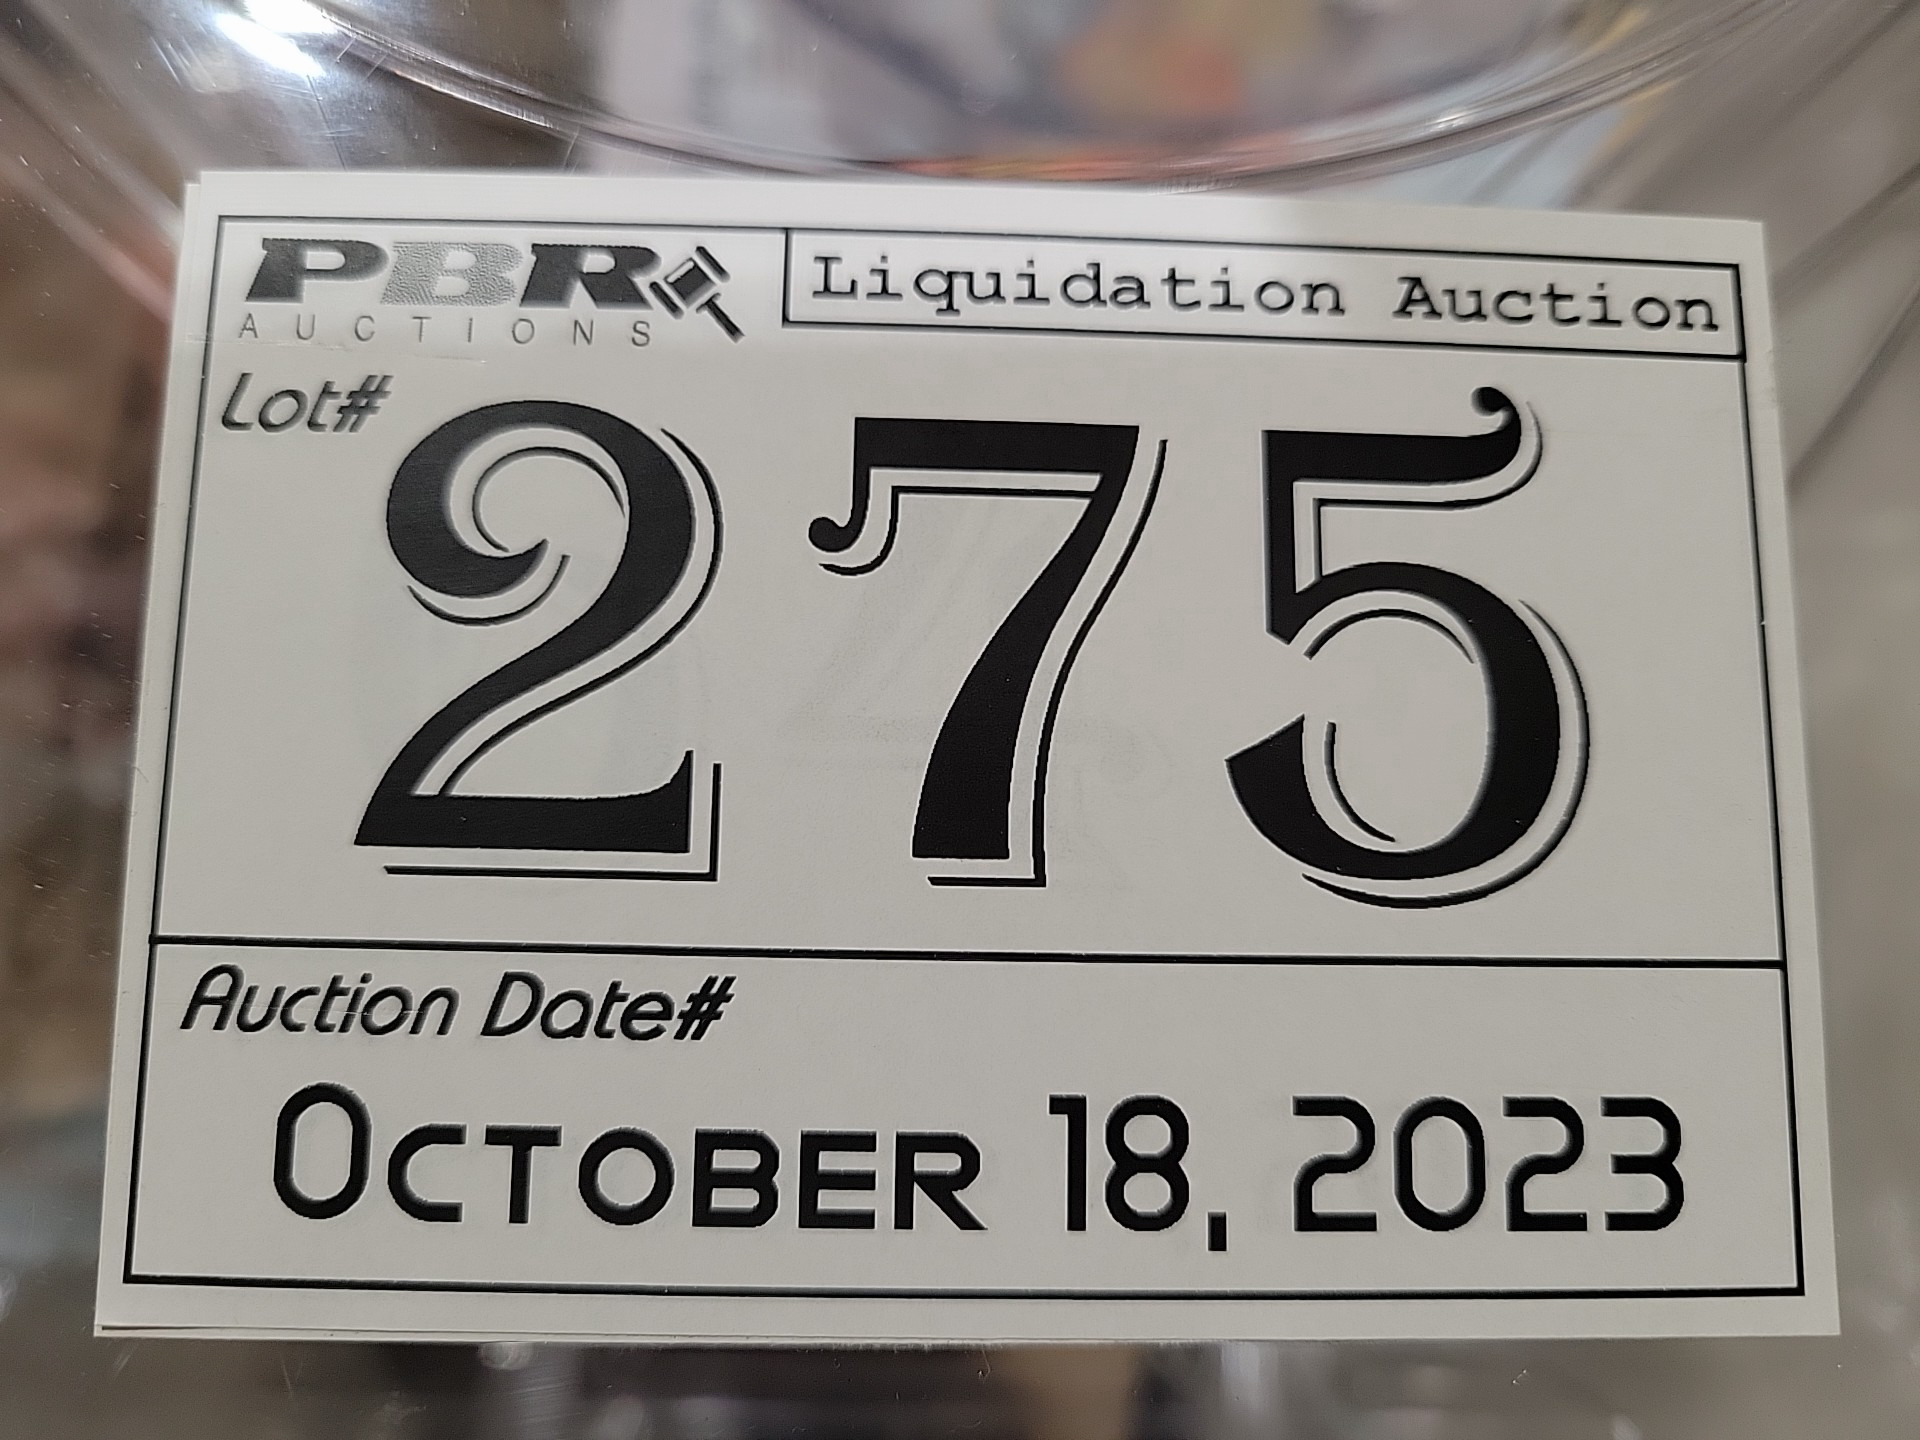 PBR
AUCTIONS
Liquidation Auction
Lot#
275
Auction Date#
October 18, 2023